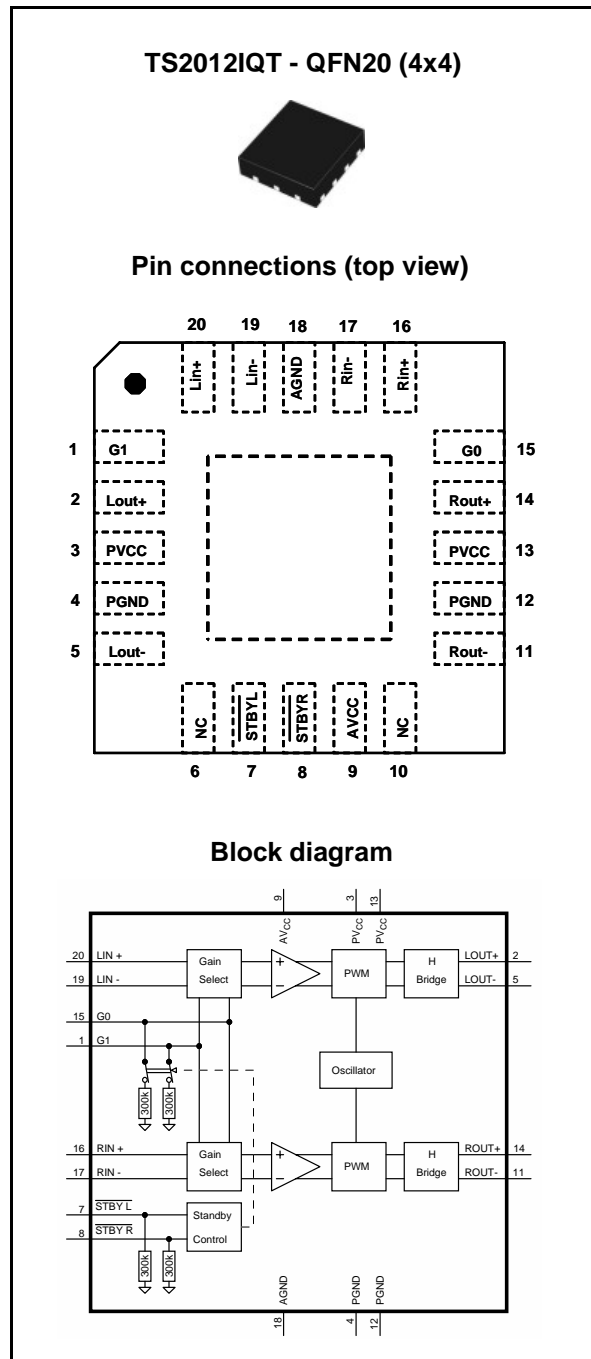 TS2012IQT - QFN20 (4x4)
Pin connections (top view)
20 19 18 17 16
Lin+ Lin- AGND Rin- Rin+
1 G1 G0 15
2 Lout+ Rout+ 14
3 PVCC PVCC 13
4 PGND PGND 12
5 Lout- Rout- 11
NC STBYL STBYR AVCC NC
6 7 8 9 10
Block diagram
9 3 13
AVCC PVCC PVCC
20 LIN + Gain + PWM H LOUT+ 2
19 LIN - Select - Bridge LOUT- 5
15 G0
1 G1
Oscillator
300k 300k
16 RIN + Gain + PWM H ROUT+ 14
17 RIN - Select - Bridge ROUT- 11
7 STBY L Standby
8 STBY R Control
300k 300k
AGND PGND PGND
18 4 12